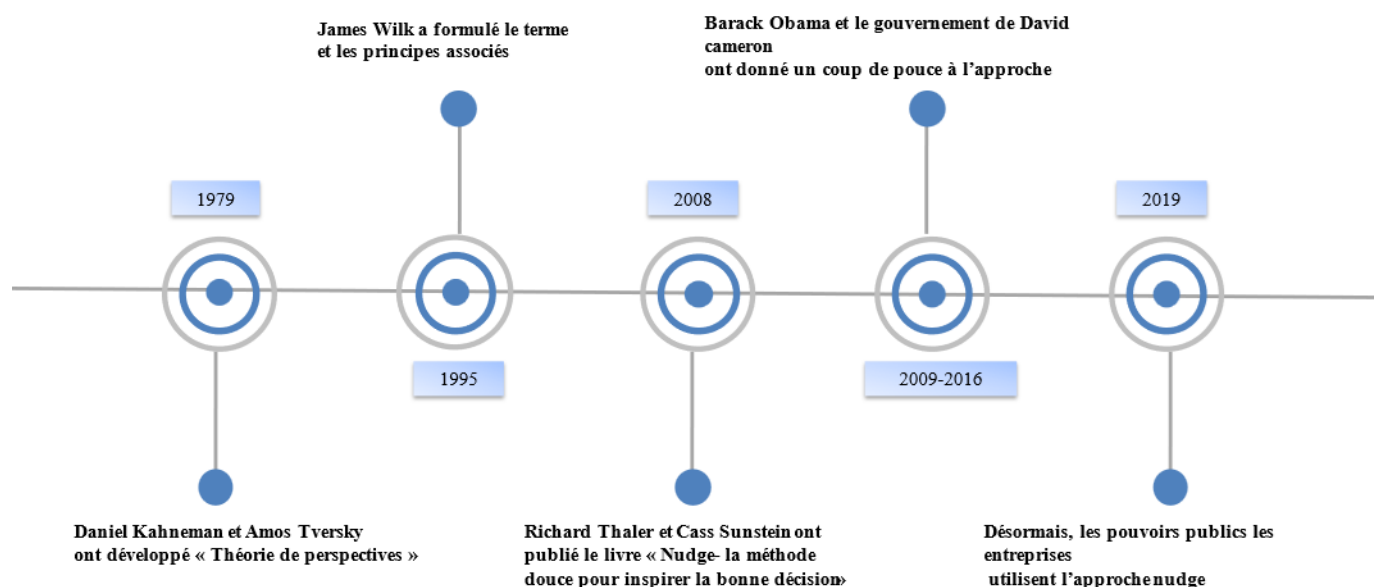 James Wilk a formulé le terme
et les principes associés
Barack Obama et le gouvernement de David
cameron
ont donné un coup de pouce à l’approche
1979
2008
2019
1995
2009-2016
Daniel Kahneman et Amos Tversky
ont développé « Théorie de perspectives »
Richard Thaler et Cass Sunstein ont
publié le livre « Nudge- la méthode
douce pour inspirer la bonne décision»
Désormais, les pouvoirs publics les
entreprises
utilisent l’approche nudge